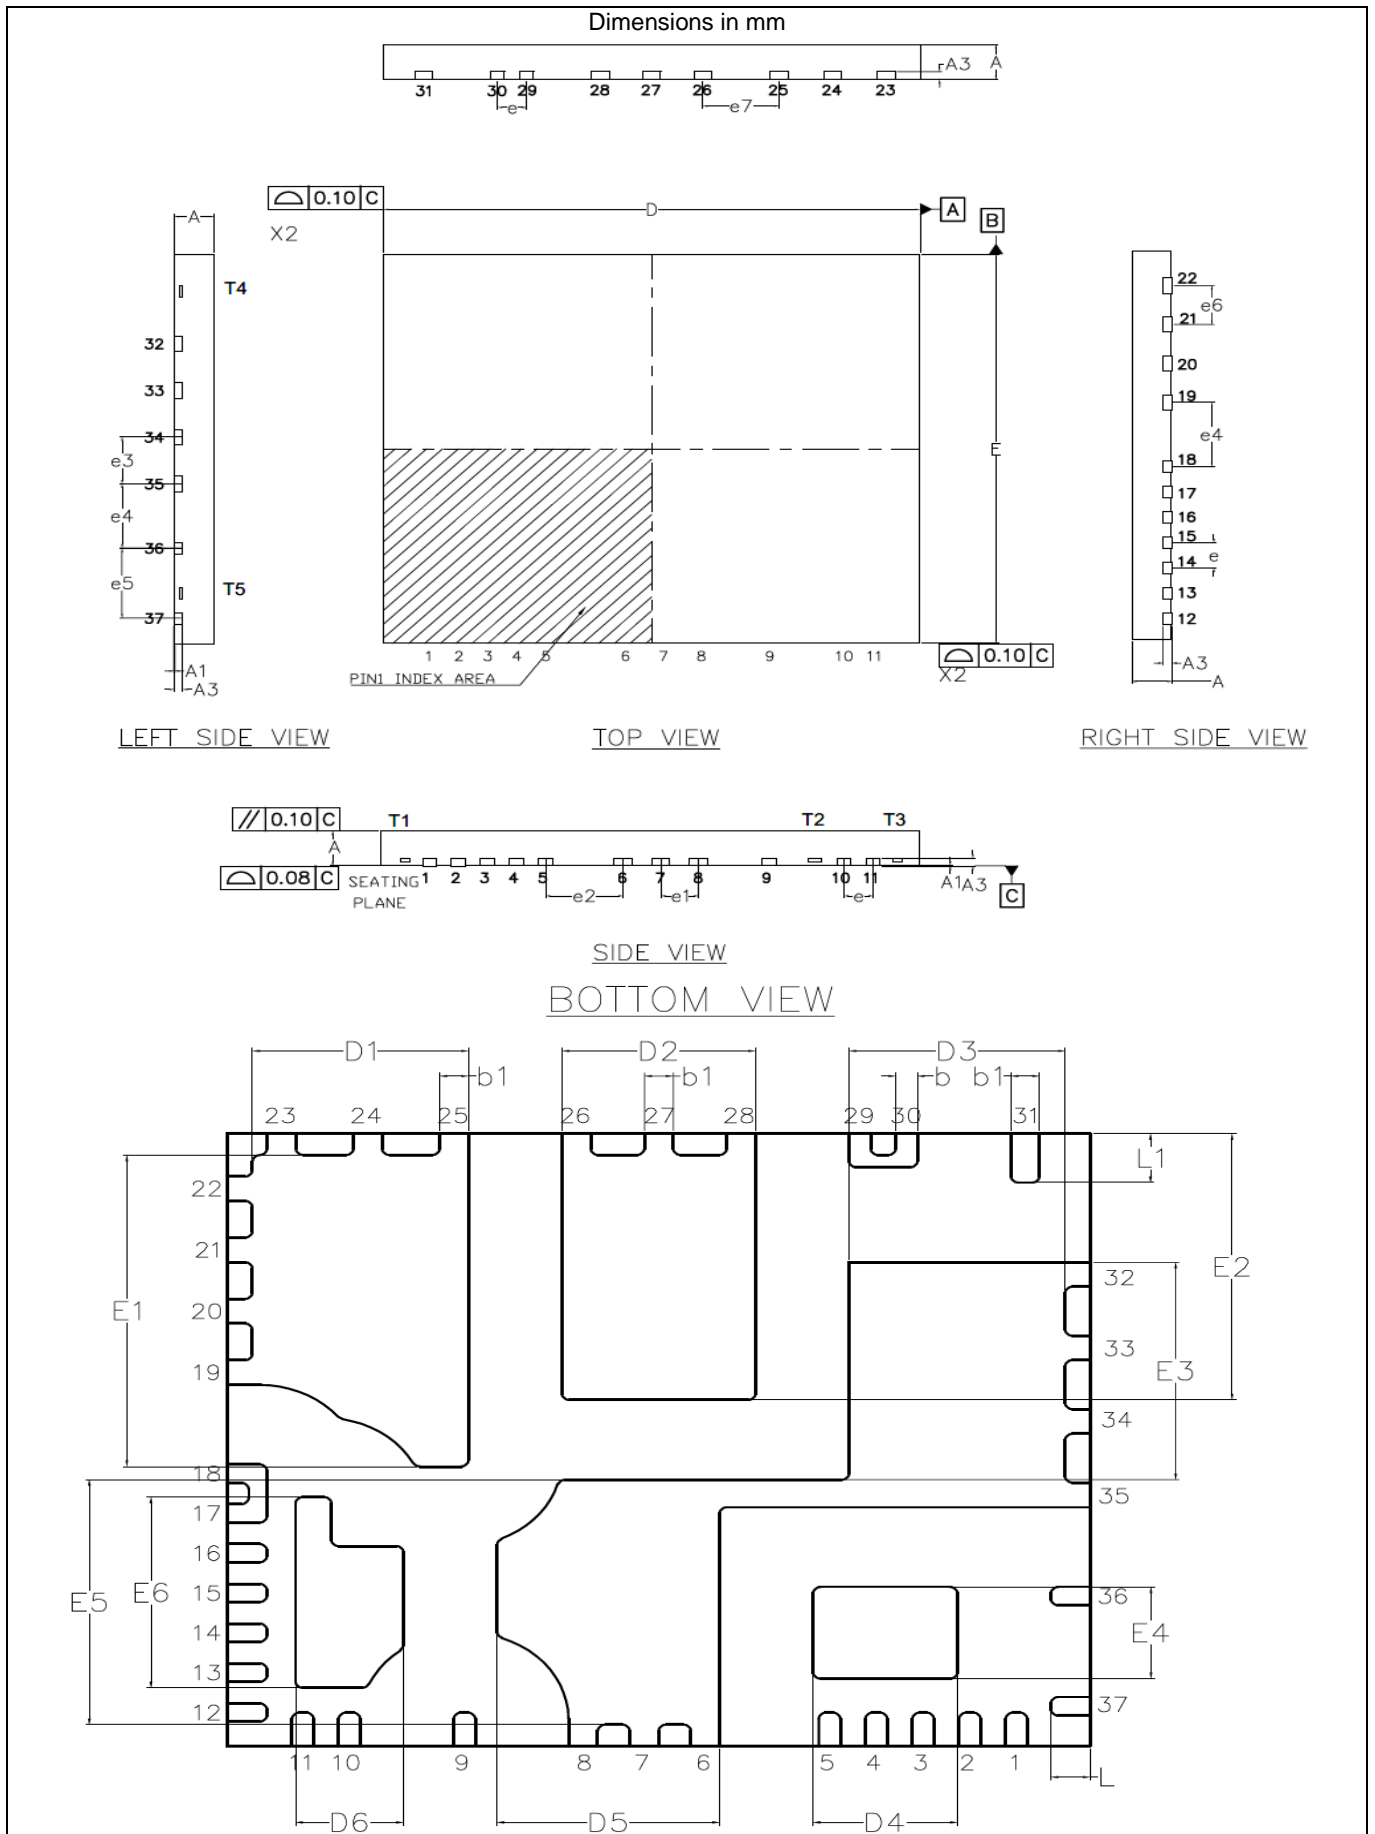 Dimensions in mm
A3 A
31 30 29 28 27 26 25 24 23
e e7
⌓ 0.10 C
X2
D
A
B
A
T4
32
33
34
e3
35
e4
36
e5
T5
37
A1
A3
E
1 2 3 4 5 6 7 8 9 10 11
PIN1 INDEX AREA
⌓ 0.10 C
X2
22
e6
21
20
19
e4
18
17
16
15
e
14
13
12
A3
A
LEFT SIDE VIEW
TOP VIEW
RIGHT SIDE VIEW
// 0.10 C
T1 T2 T3
A
⌓ 0.08 C
SEATING
PLANE
1 2 3 4 5 6 7 8 9 10 11
e2 e1 e
A1 A3
C
SIDE VIEW
BOTTOM VIEW
D1 D2 D3
b1 b1 b b1
23 24 25 26 27 28 29 30 31
L1
22
21
20
19
18
17
16
15
14
13
12
E1
E2
E3
32
33
34
35
36
37
E4
E5
E6
11 10 9 8 7 6 5 4 3 2 1
L
D6 D5 D4